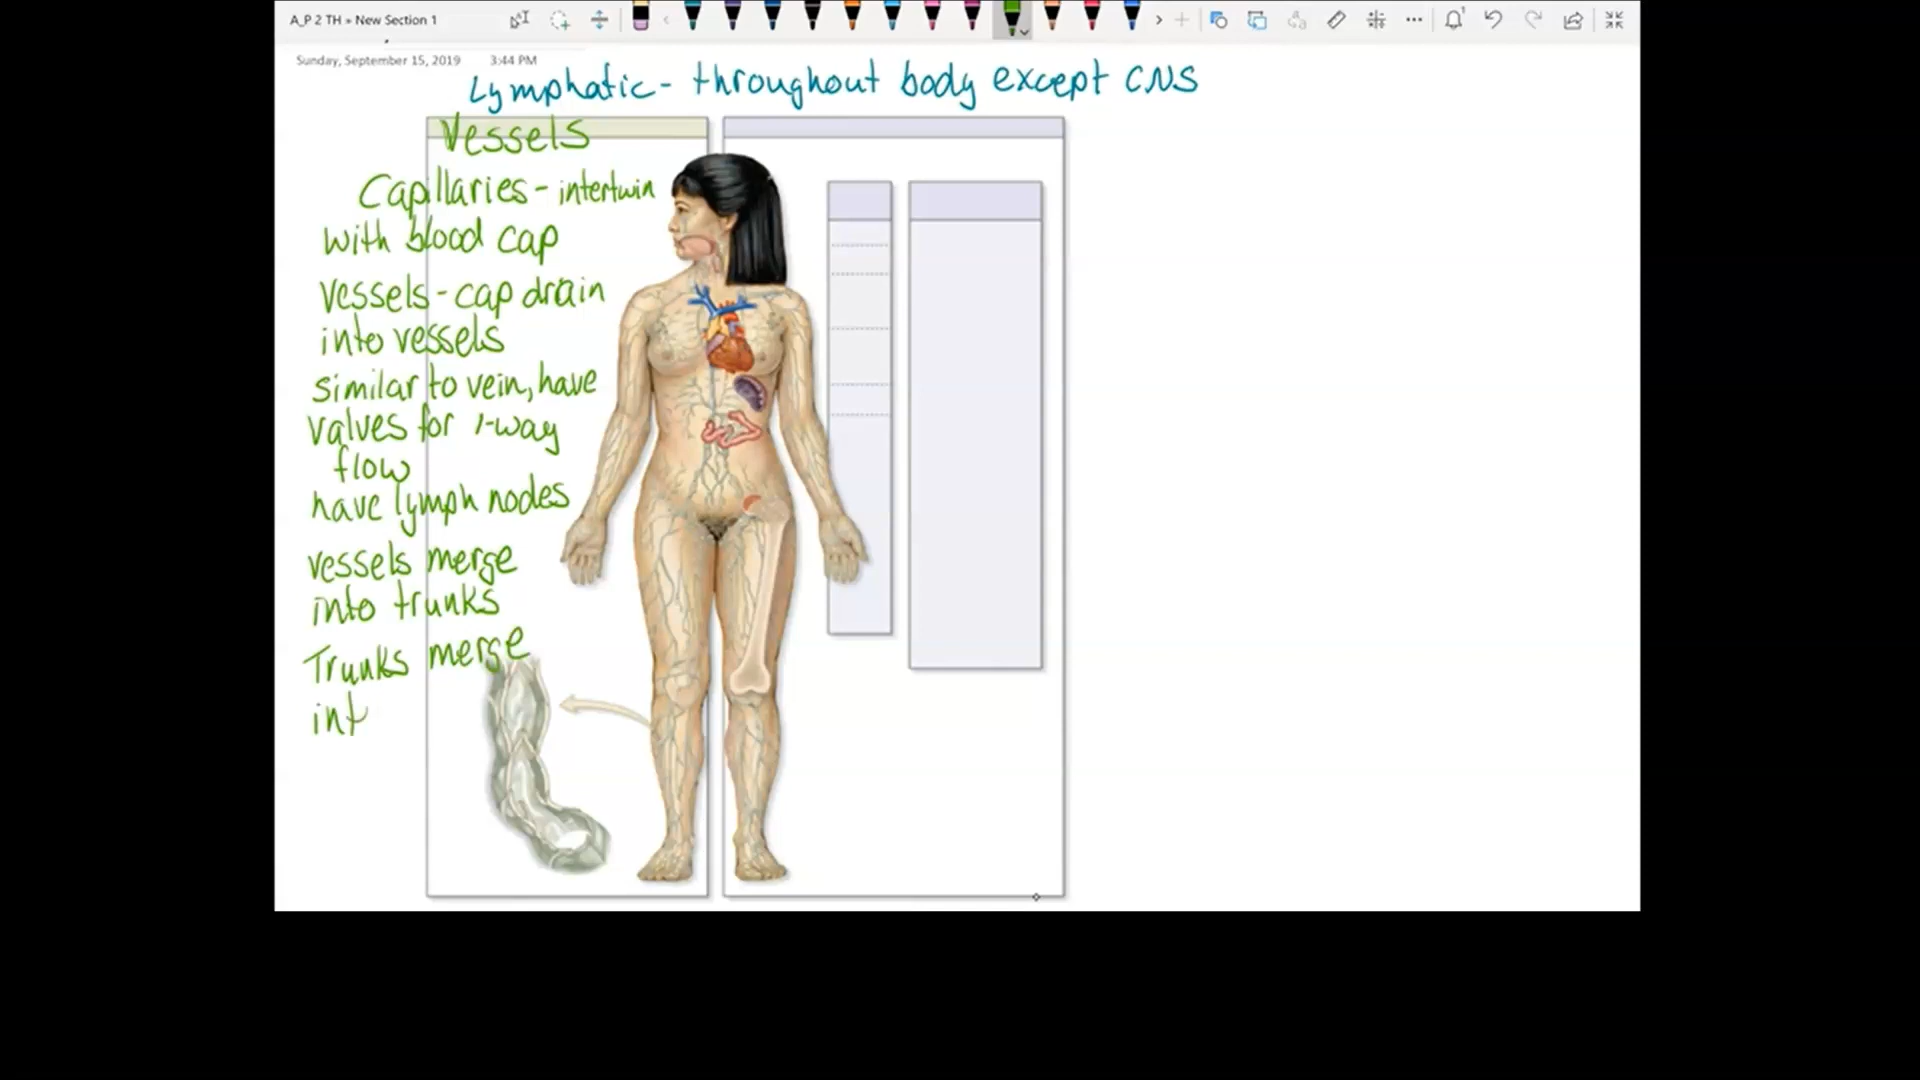 A_P 2 TH » New Section 1
Sunday, September 15, 2019 3:44 PM
Lymphatic - throughout body except CNS
Vessels
Capillaries - intertwin
with blood cap
vessels - cap drain
into vessels
similar to vein, have
valves for 1-way
flow
have lymph nodes
vessels merge
into trunks
Trunks merge
int